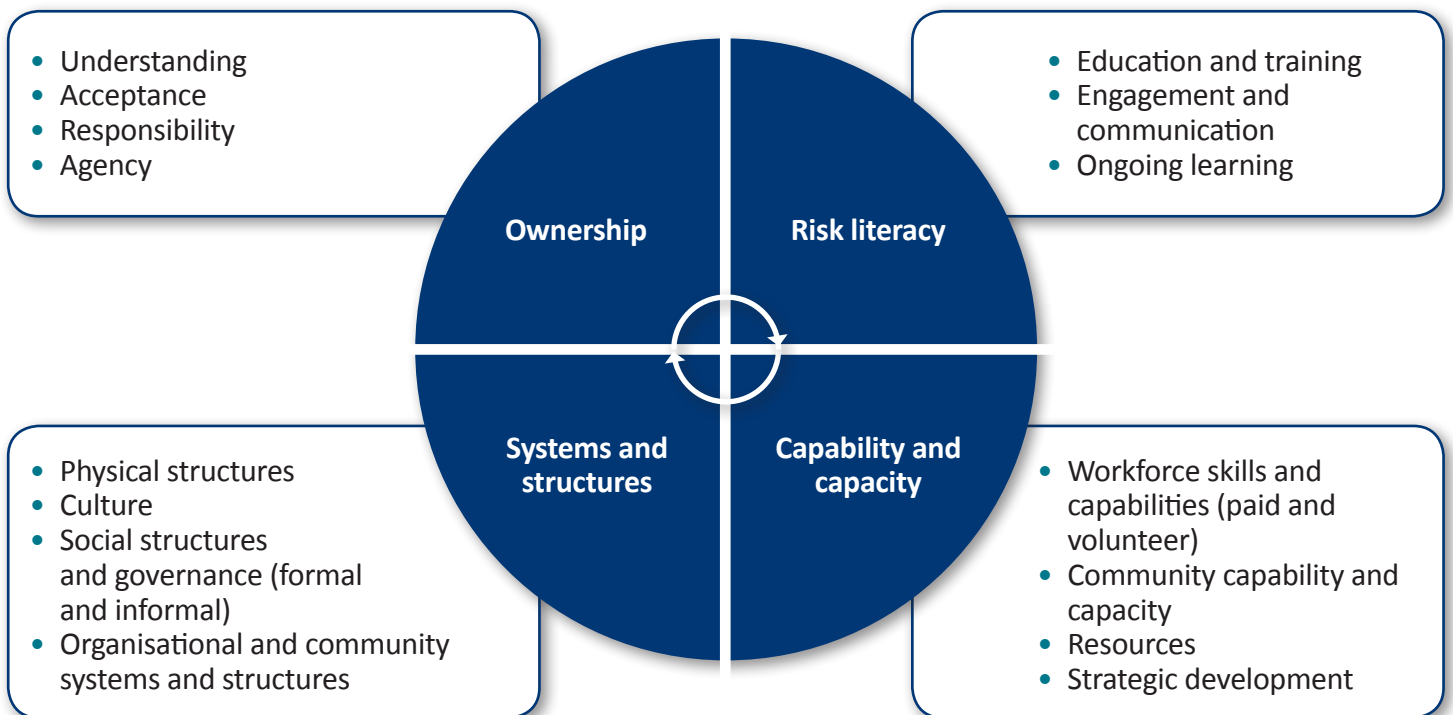 • Understanding
• Acceptance
• Responsibility
• Agency
Ownership
Risk literacy
• Education and training
• Engagement and
communication
• Ongoing learning
• Physical structures
• Culture
• Social structures
and governance (formal
and informal)
• Organisational and community
systems and structures
Systems and
structures
Capability and
capacity
• Workforce skills and
capabilities (paid and
volunteer)
• Community capability and
capacity
• Resources
• Strategic development